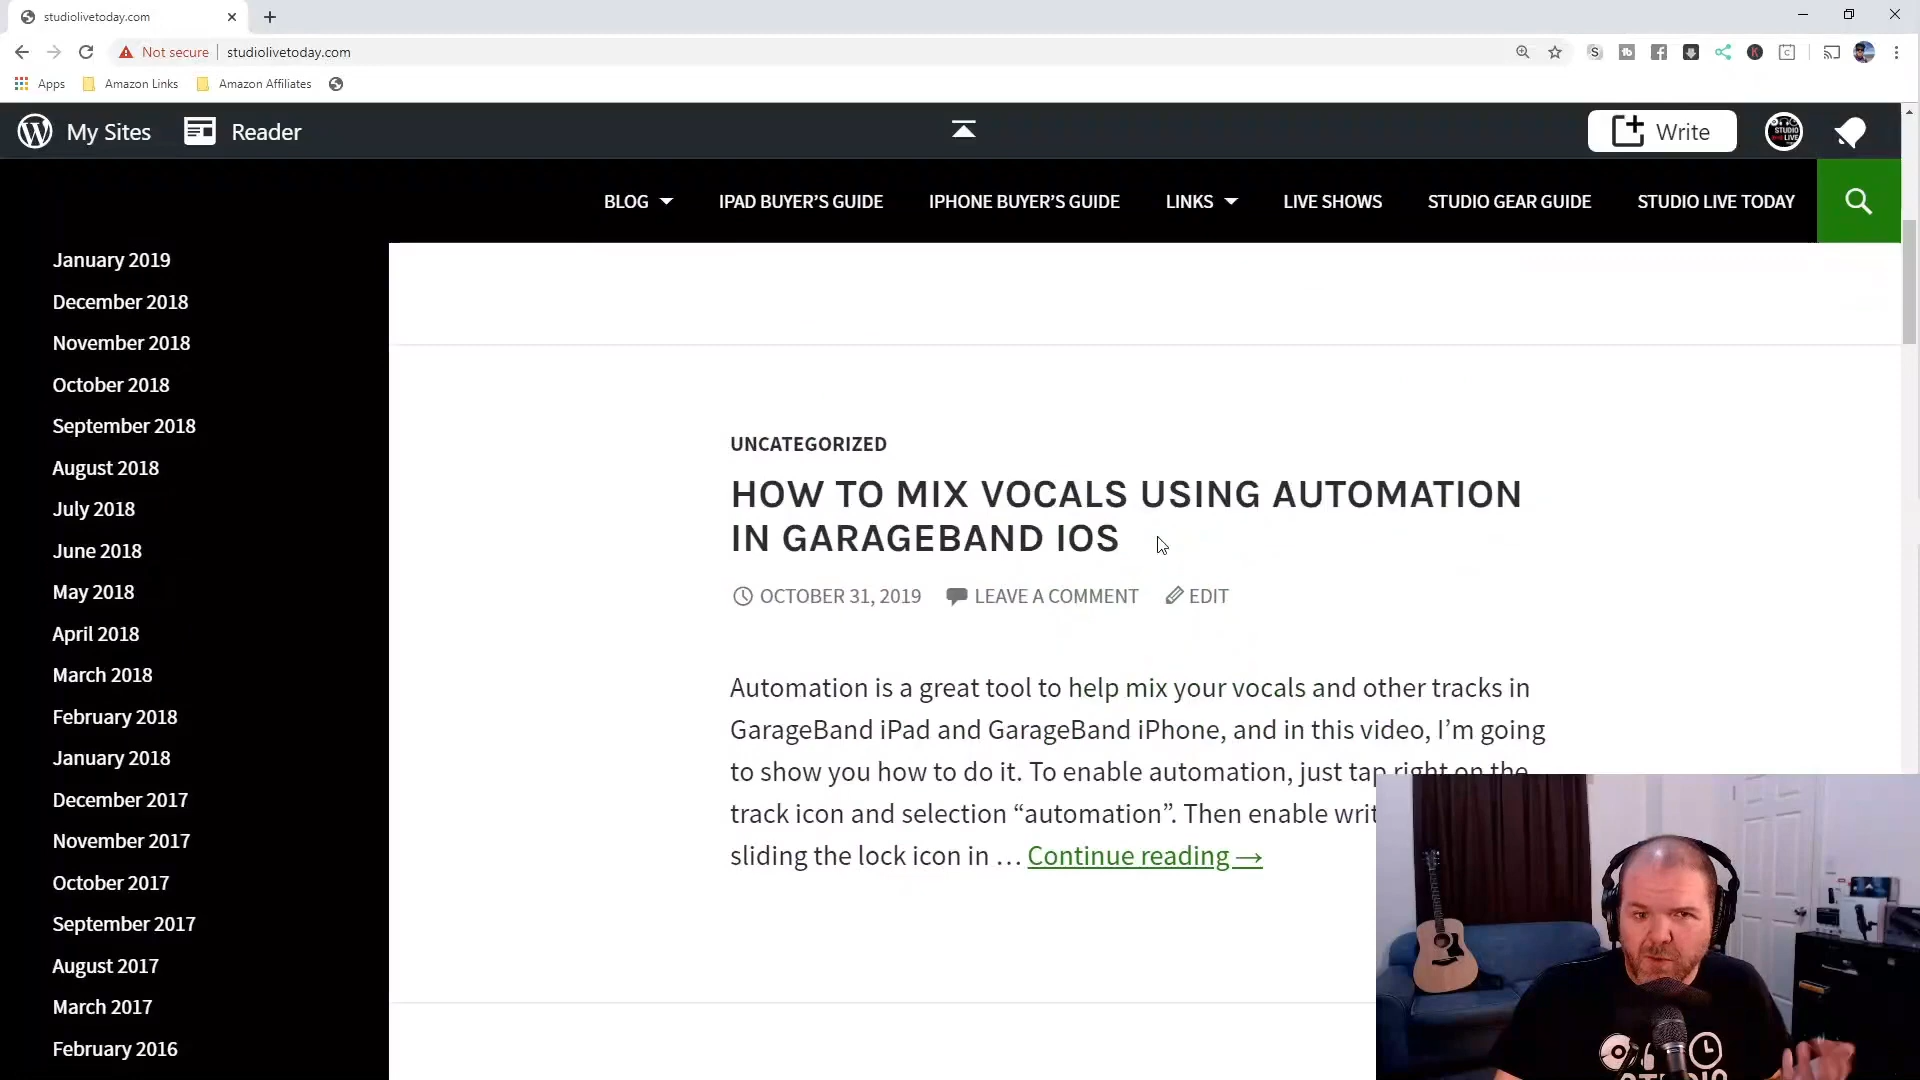 studiolivetoday.com
Not secure
studiolivetoday.com
Apps
Amazon Links
Amazon Affiliates
My Sites
Reader
Write
BLOG
IPAD BUYER’S GUIDE
IPHONE BUYER’S GUIDE
LINKS
LIVE SHOWS
STUDIO GEAR GUIDE
STUDIO LIVE TODAY
January 2019
December 2018
November 2018
October 2018
September 2018
August 2018
July 2018
June 2018
May 2018
April 2018
March 2018
February 2018
January 2018
December 2017
November 2017
October 2017
September 2017
August 2017
March 2017
February 2016
UNCATEGORIZED
HOW TO MIX VOCALS USING AUTOMATION
IN GARAGEBAND IOS
OCTOBER 31, 2019
LEAVE A COMMENT
EDIT
Automation is a great tool to help mix your vocals and other tracks in
GarageBand iPad and GarageBand iPhone, and in this video, I’m going
to show you how to do it. To enable automation, just tap right on the
track icon and selection “automation”. Then enable writ
sliding the lock icon in … Continue reading →